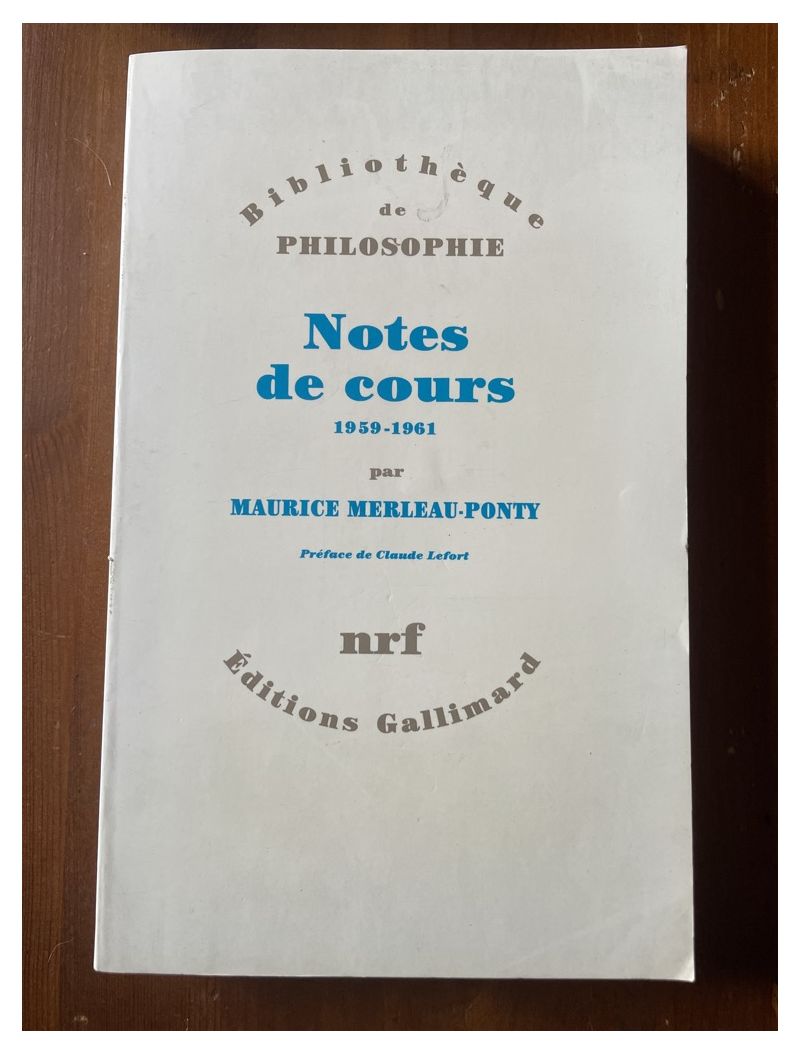 Bibliothèque
de
PHILOSOPHIE
Notes
de cours
1959-1961
par
MAURICE MERLEAU-PONTY
Préface de Claude Lefort
nrf
Éditions Gallimard